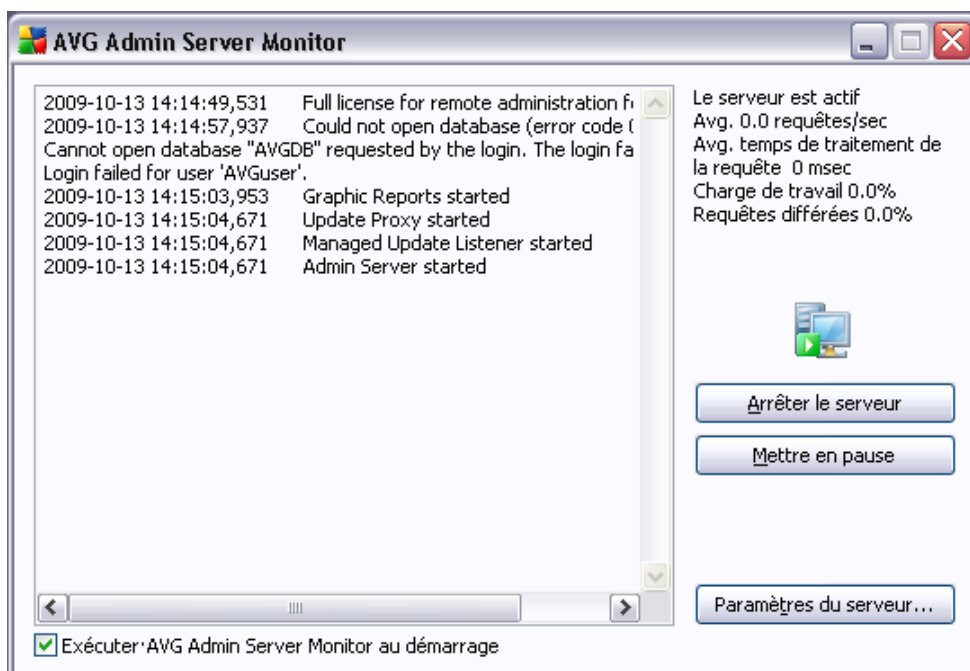 AVG Admin Server Monitor
2009-10-13 14:14:49,531 Full license for remote administration
2009-10-13 14:14:57,937 Could not open database (error code
Cannot open database "AVGDB" requested by the login. The login
Login failed for user 'AVGuser'.
2009-10-13 14:15:03,953 Graphic Reports started
2009-10-13 14:15:04,671 Update Proxy started
2009-10-13 14:15:04,671 Managed Update Listener started
2009-10-13 14:15:04,671 Admin Server started
Le serveur est actif
Avg. 0.0 requêtes/sec
Avg. temps de traitement de
la requête 0 msec
Charge de travail 0.0%
Requêtes différées 0.0%
Arrêter le serveur
Mettre en pause
Paramètres du serveur...
Exécuter AVG Admin Server Monitor au démarrage